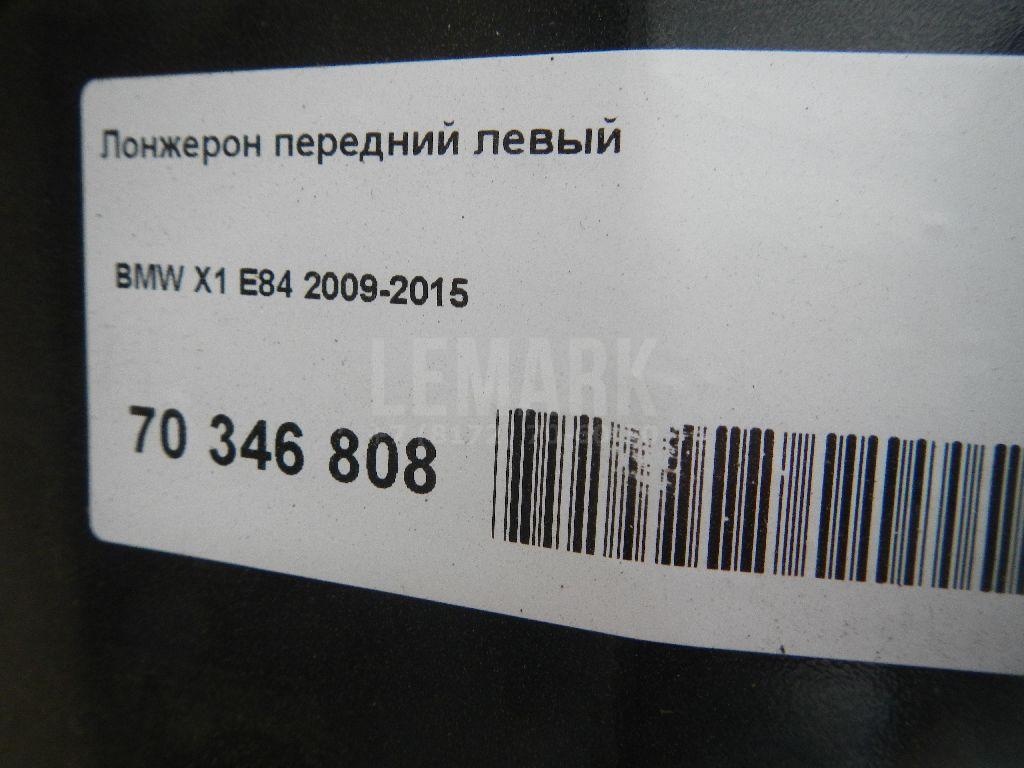 Лонжерон передний левый
BMW X1 E84 2009-2015
LEMARK
70 346 808